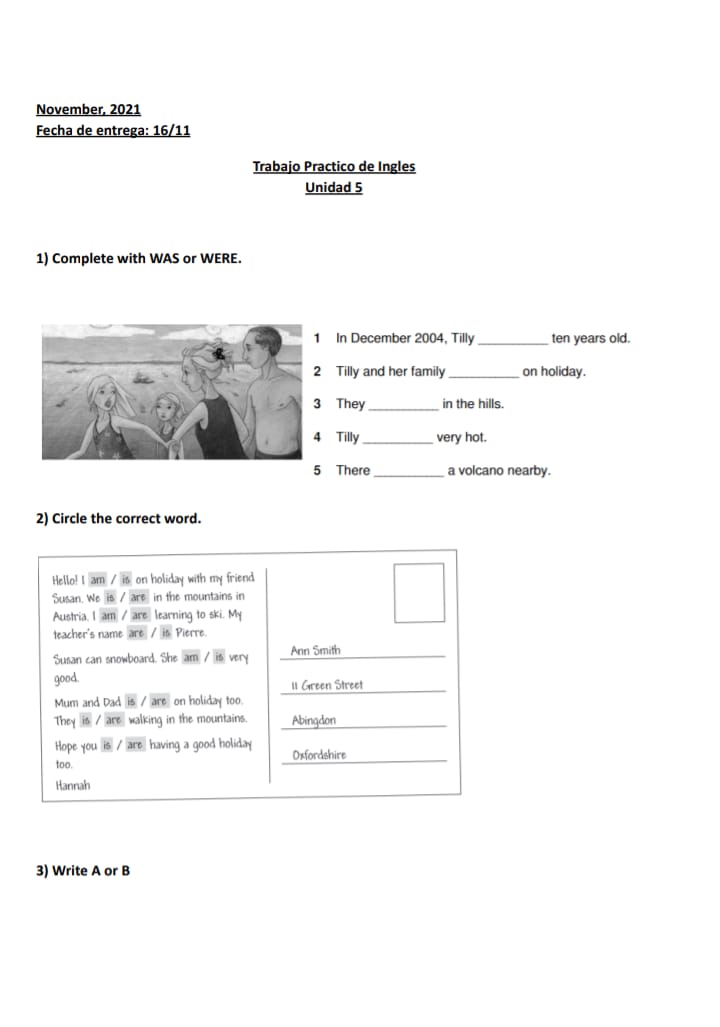 November, 2021
Fecha de entrega: 16/11
Trabajo Practico de Ingles
Unidad 5
1) Complete with WAS or WERE.
1 In December 2004, Tilly __________ ten years old.
2 Tilly and her family __________ on holiday.
3 They __________ in the hills.
4 Tilly __________ very hot.
5 There __________ a volcano nearby.
2) Circle the correct word.
Hello! I am / is on holiday with my friend
Susan. We is / are in the mountains in
Austria. I am / are learning to ski. My
teacher's name are / is Pierre.
Susan can snowboard. She am / is very
good.
Mum and Dad is / are on holiday too.
They is / are walking in the mountains.
Hope you is / are having a good holiday
too.
Hannah
Ann Smith
11 Green Street
Abingdon
Oxfordshire
3) Write A or B